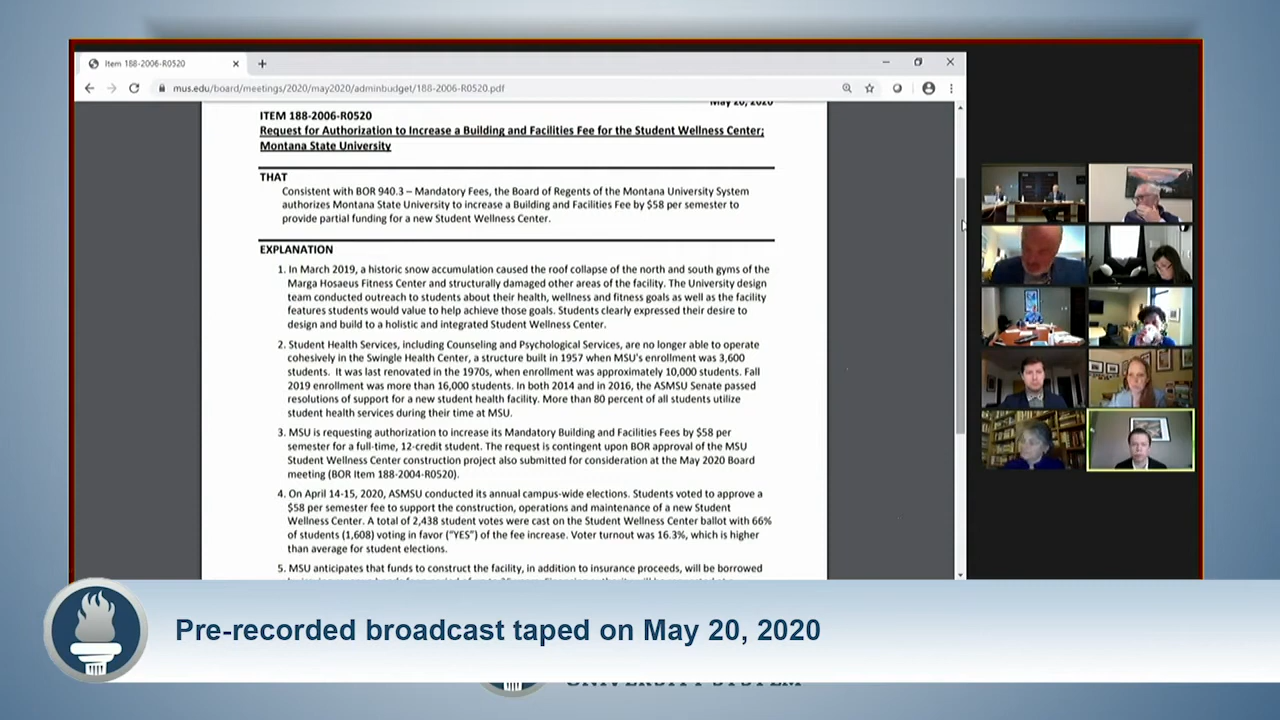 Item 188-2006-R0520
mus.edu/board/meetings/2020/may2020/adminbudget/188-2006-R0520.pdf
May 20, 2020
ITEM 188-2006-R0520
Request for Authorization to Increase a Building and Facilities Fee for the Student Wellness Center;
Montana State University
THAT
Consistent with BOR 940.3 – Mandatory Fees, the Board of Regents of the Montana University System
authorizes Montana State University to increase a Building and Facilities Fee by $58 per semester to
provide partial funding for a new Student Wellness Center.
EXPLANATION
1. In March 2019, a historic snow accumulation caused the roof collapse of the north and south gyms of the
Marga Hosaeus Fitness Center and structurally damaged other areas of the facility. The University design
team conducted outreach to students about their health, wellness and fitness goals as well as the facility
features students would value to help achieve those goals. Students clearly expressed their desire to
design and build to a holistic and integrated Student Wellness Center.
2. Student Health Services, including Counseling and Psychological Services, are no longer able to operate
cohesively in the Swingle Health Center, a structure built in 1957 when MSU's enrollment was 3,600
students. It was last renovated in the 1970s, when enrollment was approximately 10,000 students. Fall
2019 enrollment was more than 16,000 students. In both 2014 and in 2016, the ASMSU Senate passed
resolutions of support for a new student health facility. More than 80 percent of all students utilize
student health services during their time at MSU.
3. MSU is requesting authorization to increase its Mandatory Building and Facilities Fees by $58 per
semester for a full-time, 12-credit student. The request is contingent upon BOR approval of the MSU
Student Wellness Center construction project also submitted for consideration at the May 2020 Board
meeting (BOR Item 188-2004-R0520).
4. On April 14-15, 2020, ASMSU conducted its annual campus-wide elections. Students voted to approve a
$58 per semester fee to support the construction, operations and maintenance of a new Student
Wellness Center. A total of 2,438 student votes were cast on the Student Wellness Center ballot with 66%
of students (1,608) voting in favor ("YES") of the fee increase. Voter turnout was 16.3%, which is higher
than average for student elections.
5. MSU anticipates that funds to construct the facility, in addition to insurance proceeds, will be borrowed
Pre-recorded broadcast taped on May 20, 2020
UNIVERSITY SYSTEM